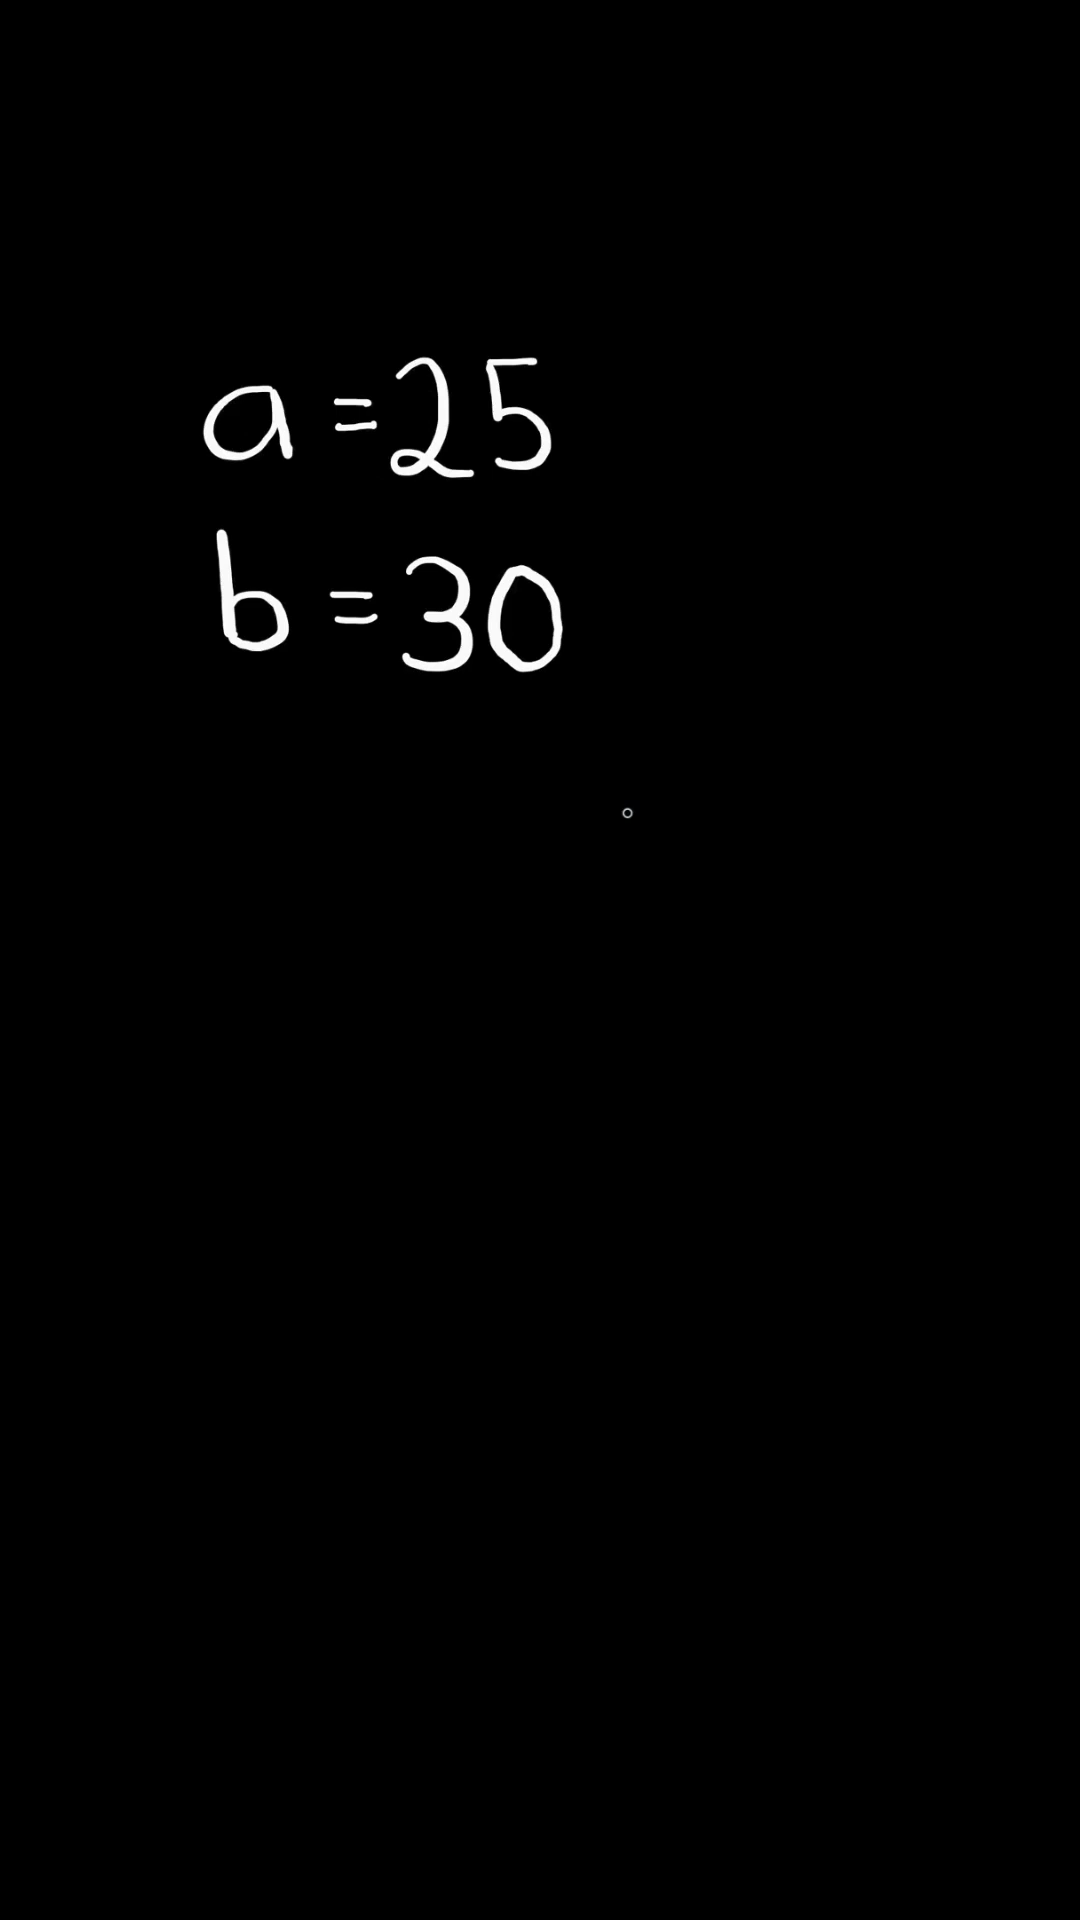 a = 25
b = 30